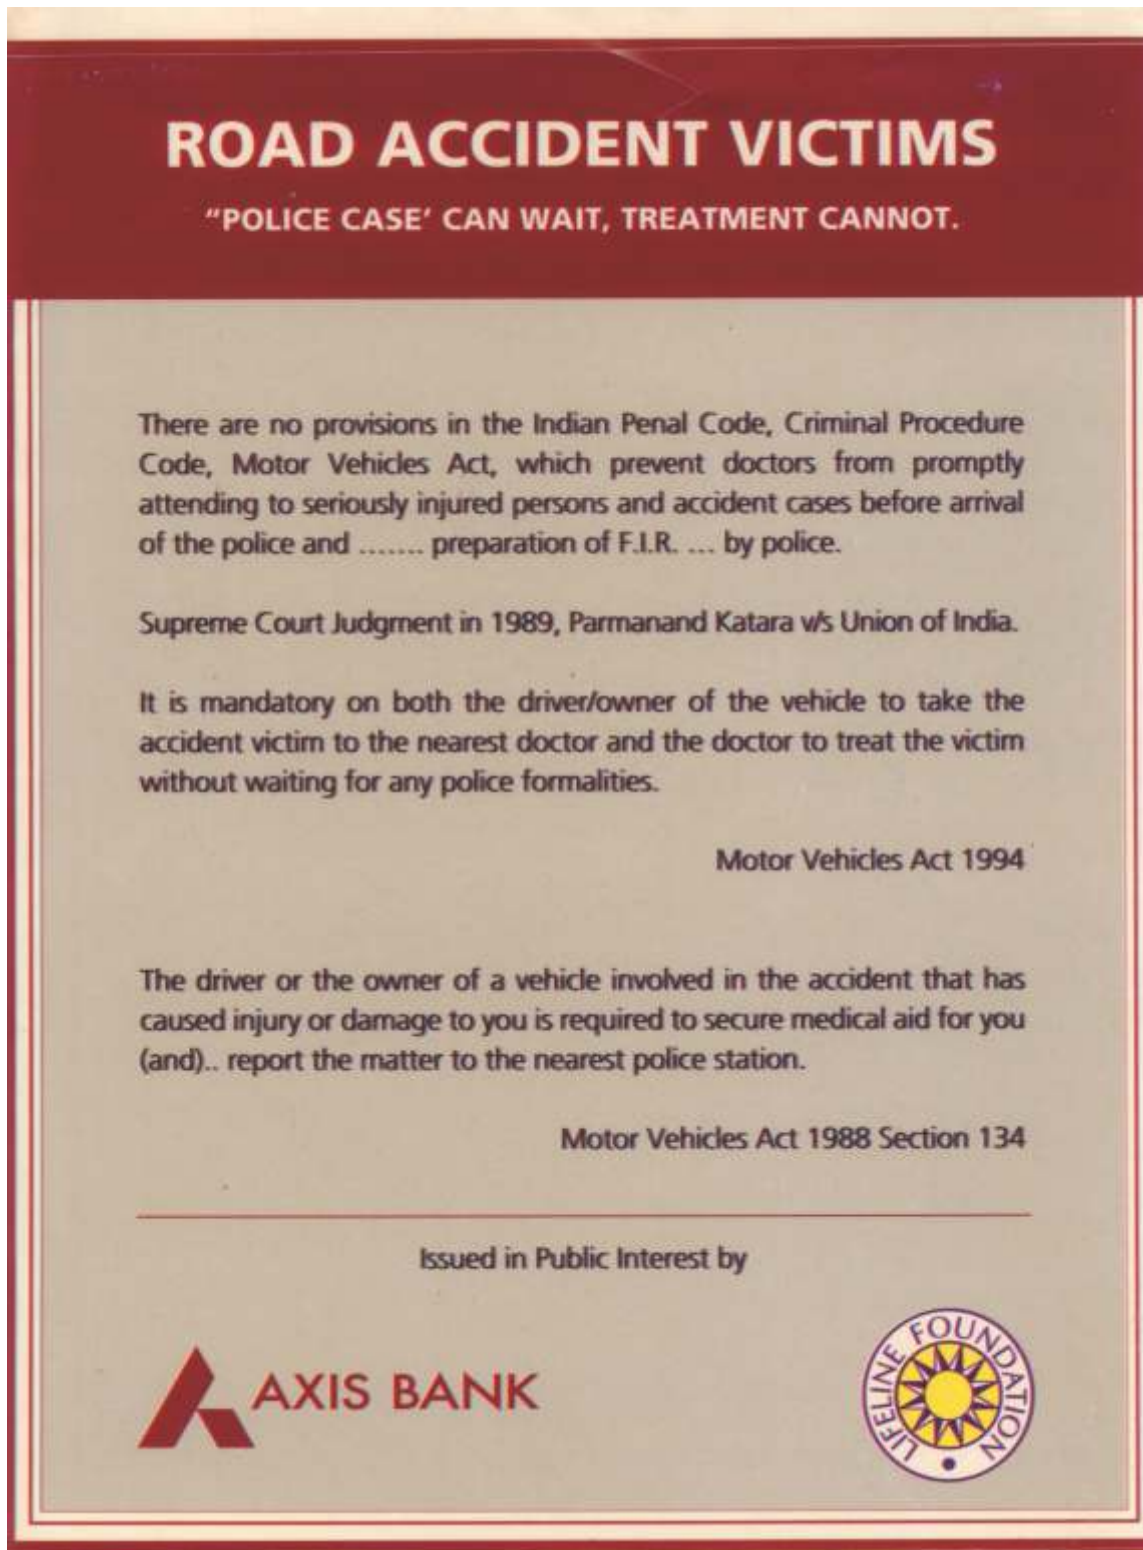 ROAD ACCIDENT VICTIMS
"POLICE CASE' CAN WAIT, TREATMENT CANNOT.
There are no provisions in the Indian Penal Code, Criminal Procedure
Code, Motor Vehicles Act, which prevent doctors from promptly
attending to seriously injured persons and accident cases before arrival
of the police and ....... preparation of F.I.R. ... by police.
Supreme Court Judgment in 1989, Parmanand Katara v/s Union of India.
It is mandatory on both the driver/owner of the vehicle to take the
accident victim to the nearest doctor and the doctor to treat the victim
without waiting for any police formalities.
Motor Vehicles Act 1994
The driver or the owner of a vehicle involved in the accident that has
caused injury or damage to you is required to secure medical aid for you
(and).. report the matter to the nearest police station.
Motor Vehicles Act 1988 Section 134
Issued in Public Interest by
AXIS BANK
LIFELINE FOUNDATION